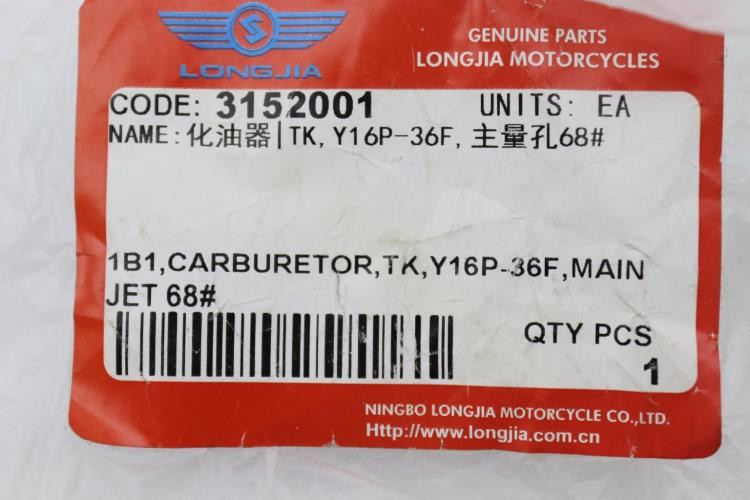 S
LONGJIA
GENUINE PARTS
LONGJIA MOTORCYCLES
CODE: 3152001 UNITS: EA
NAME:化油器|TK,Y16P-36F,主量孔68#
1B1,CARBURETOR,TK,Y16P-36F,MAIN
JET 68#
QTY PCS
1
NINGBO LONGJIA MOTORCYCLE CO.,LTD.
Http://www.longjia.com.cn